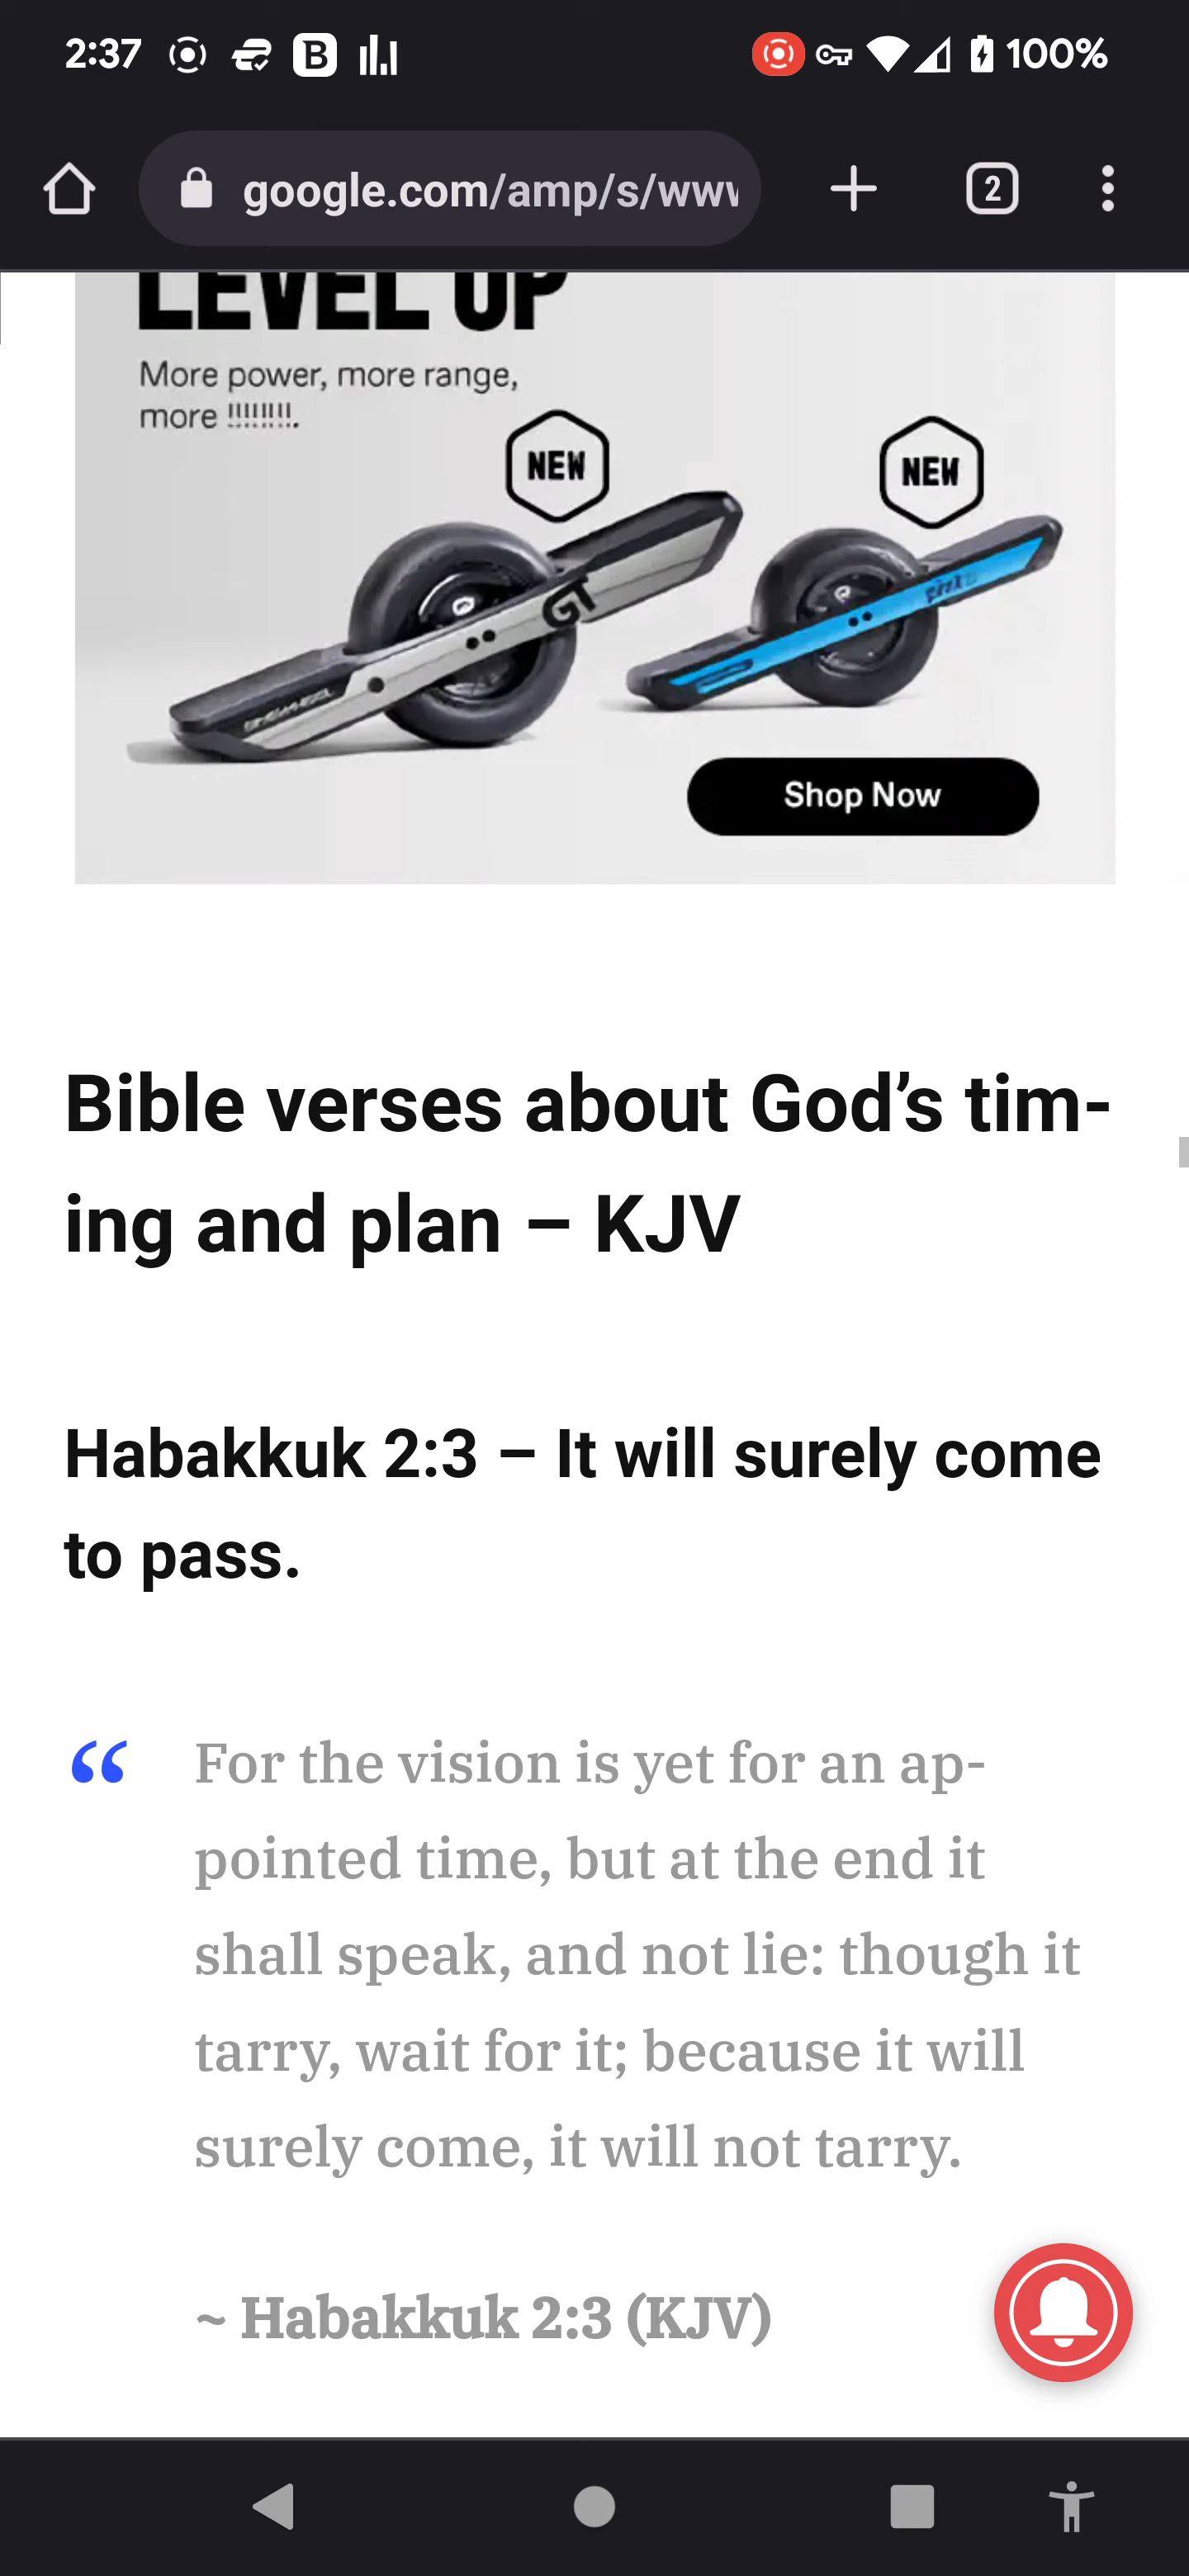 2:37 B 100%
google.com/amp/s/www
2
LEVEL UP
More power, more range,
more !!!!!!!!.
NEW NEW
GT
Shop Now
Bible verses about God’s tim-
ing and plan – KJV
Habakkuk 2:3 – It will surely come
to pass.
“ For the vision is yet for an ap-
pointed time, but at the end it
shall speak, and not lie: though it
tarry, wait for it; because it will
surely come, it will not tarry.
~ Habakkuk 2:3 (KJV)